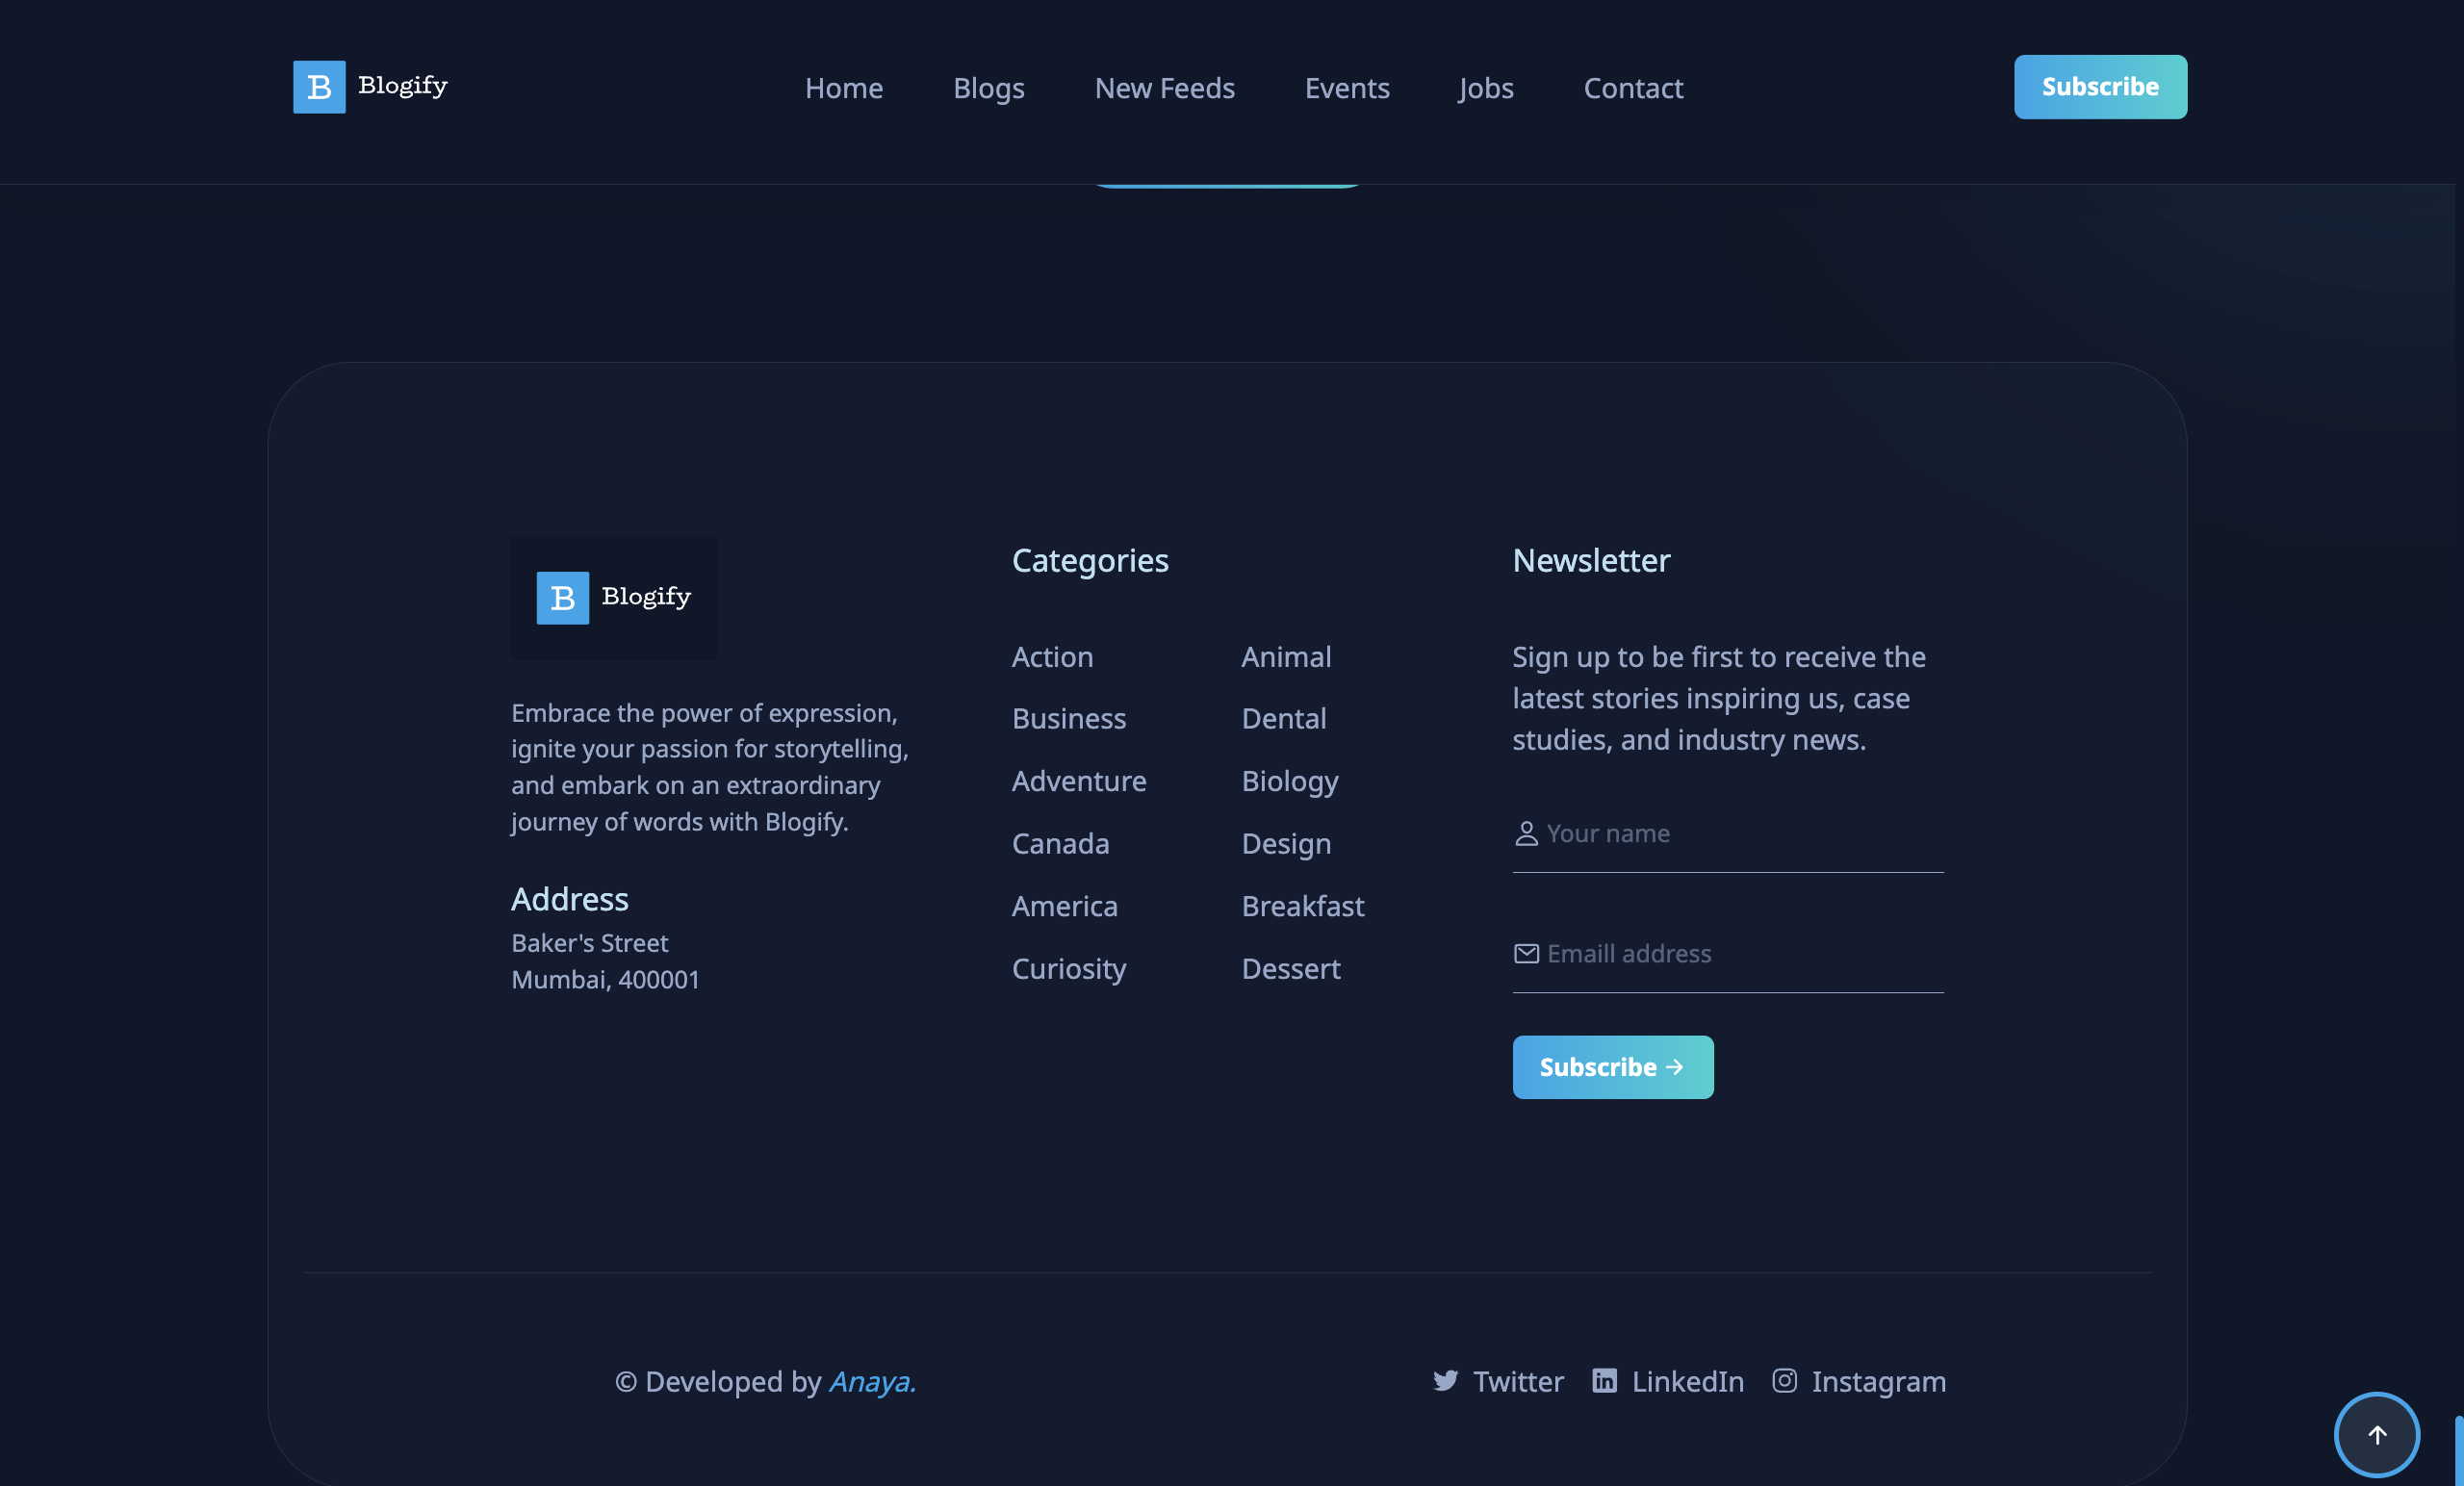 B Blogify
Home Blogs New Feeds Events Jobs Contact
Subscribe
B Blogify
Embrace the power of expression,
ignite your passion for storytelling,
and embark on an extraordinary
journey of words with Blogify.
Address
Baker's Street
Mumbai, 400001
Categories
Action
Business
Adventure
Canada
America
Curiosity
Animal
Dental
Biology
Design
Breakfast
Dessert
Newsletter
Sign up to be first to receive the
latest stories inspiring us, case
studies, and industry news.
Your name
Emaill address
Subscribe →
© Developed by Anaya.
Twitter LinkedIn Instagram